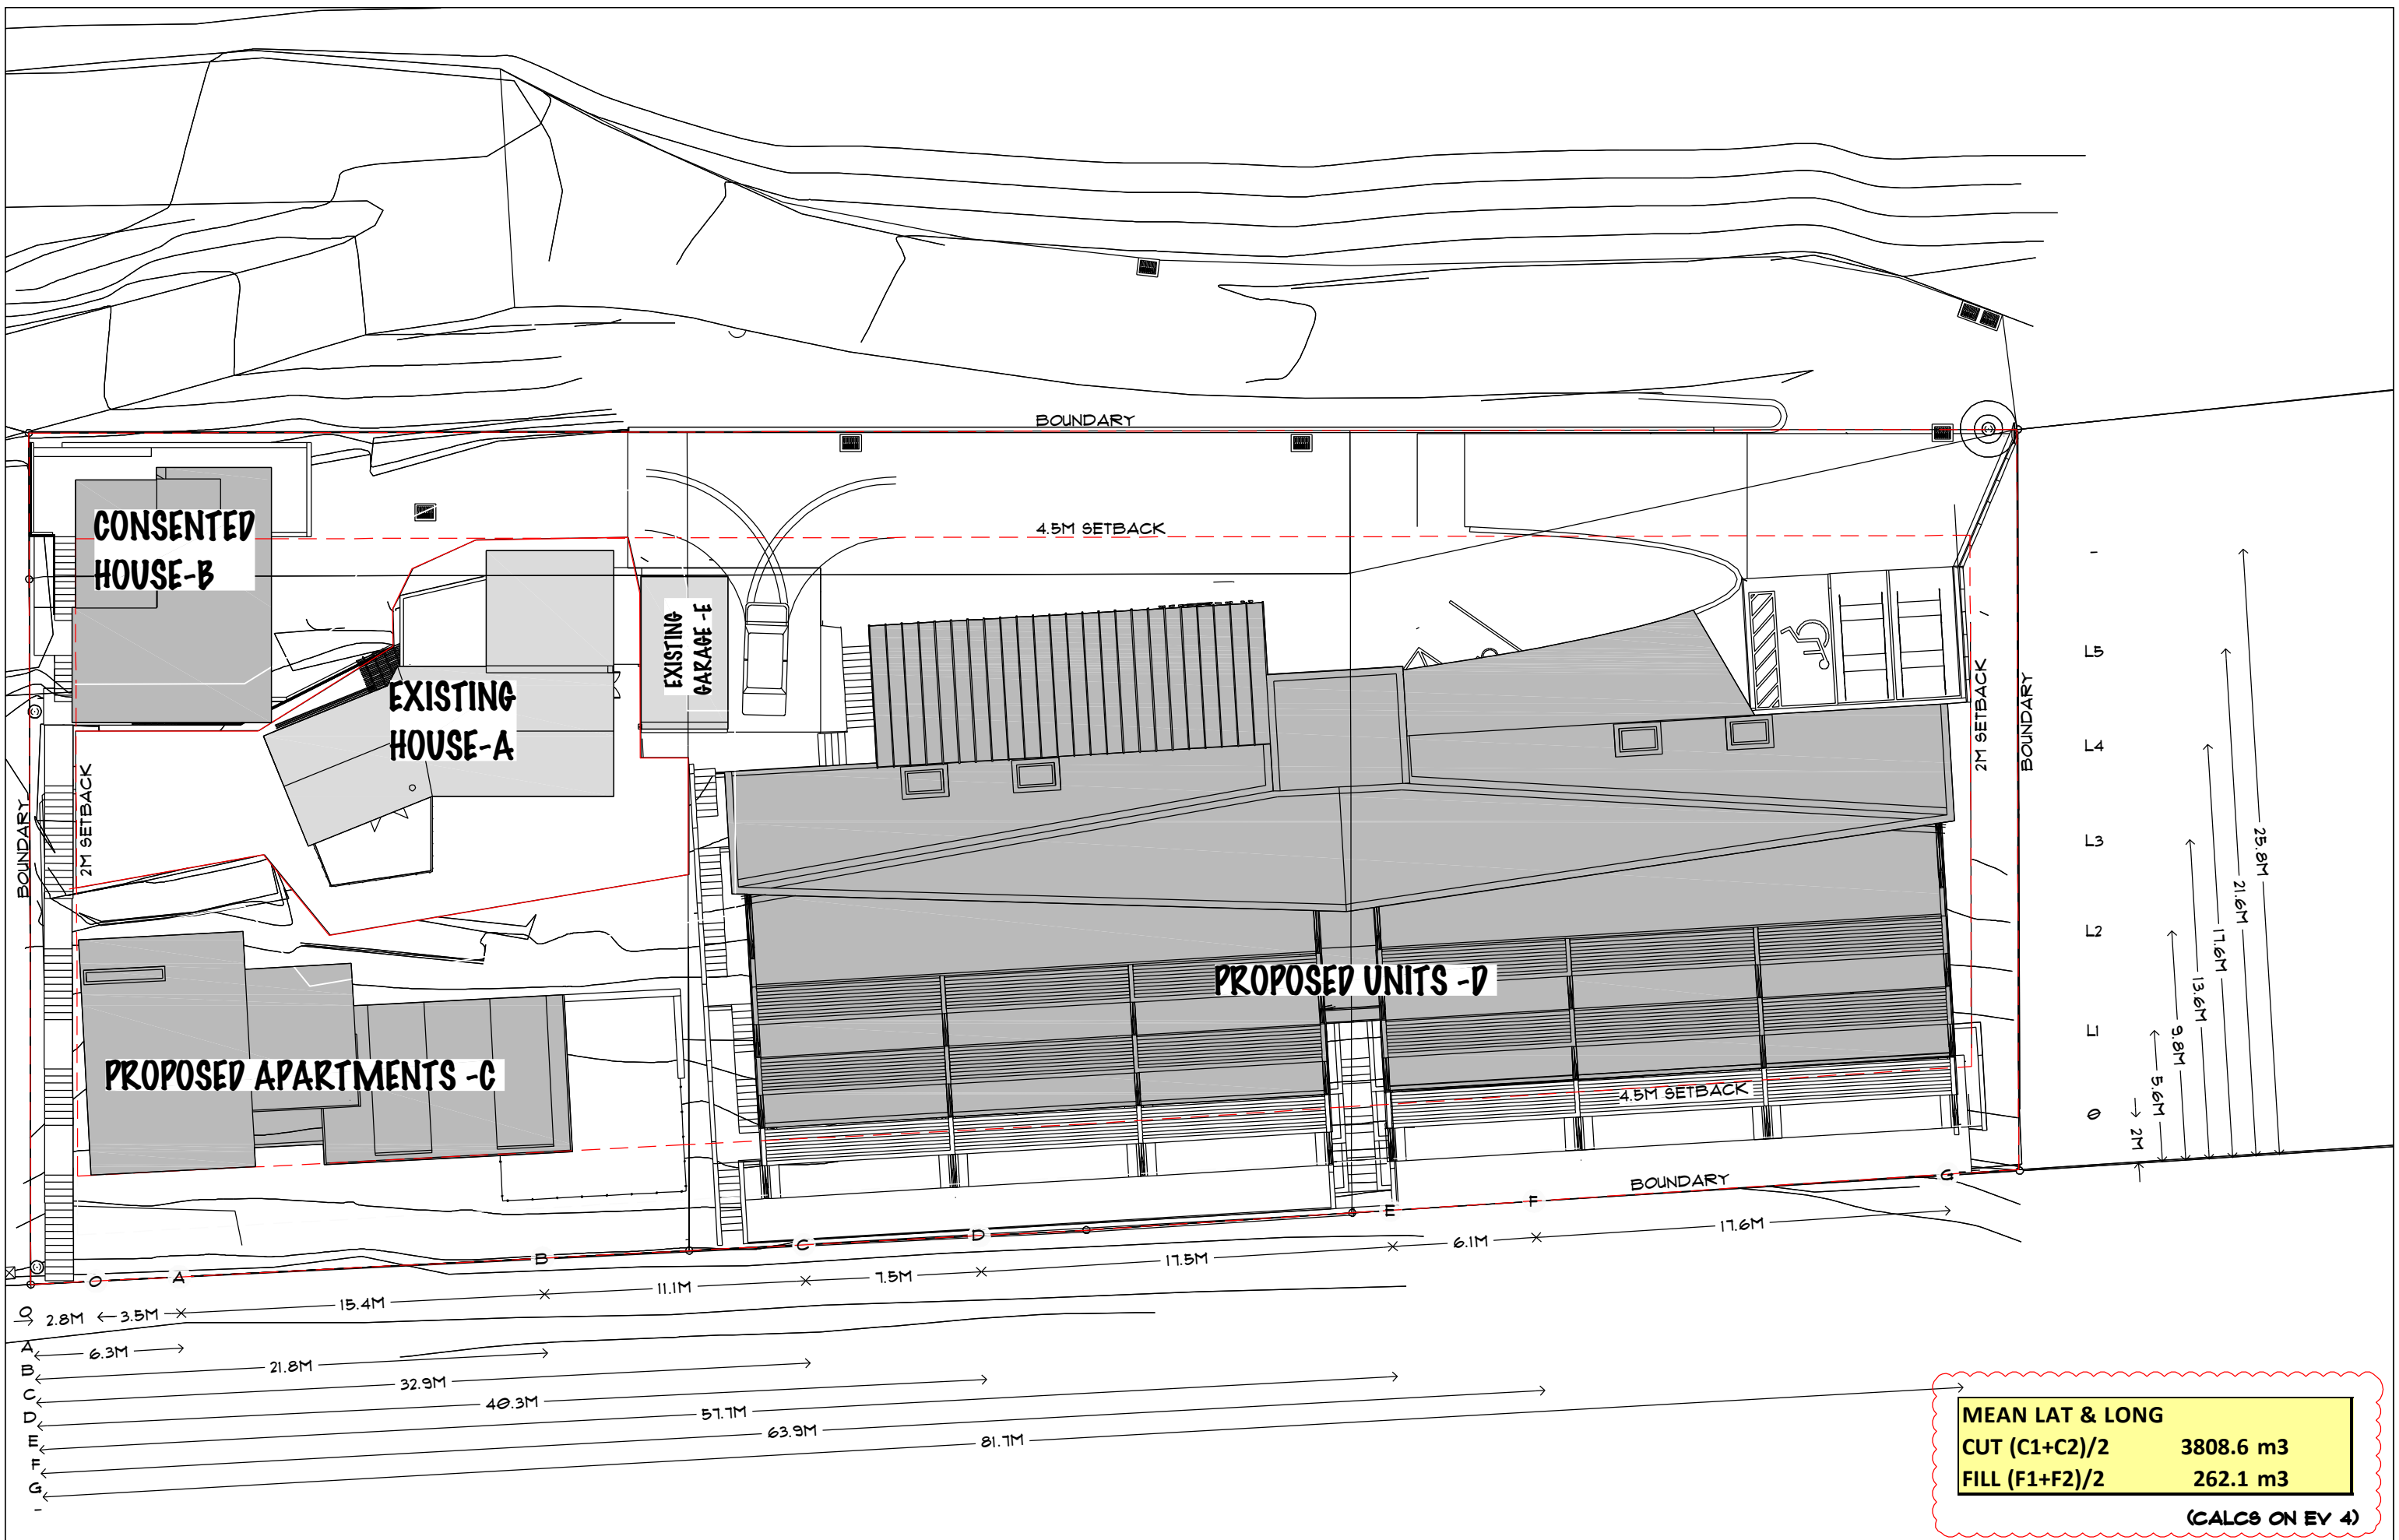 BOUNDARY
4.5M SETBACK
CONSENTED
HOUSE-B
EXISTING
GARAGE -E
EXISTING
HOUSE-A
2M SETBACK
BOUNDARY
2M SETBACK
BOUNDARY
PROPOSED UNITS -D
PROPOSED APARTMENTS -C
4.5M SETBACK
BOUNDARY
-
L5
L4
L3
L2
L1
0
2M
5.6M
9.8M
13.6M
17.6M
21.6M
25.8M
O A B C D E F G
2.8M 3.5M 15.4M 11.1M 7.5M 17.5M 6.1M 17.6M
O
A 6.3M
B 21.8M
C 32.9M
D 40.3M
E 57.7M
F 63.9M
G 81.7M
-
MEAN LAT & LONG
CUT (C1+C2)/2 3808.6 m3
FILL (F1+F2)/2 262.1 m3
(CALCS ON EV 4)